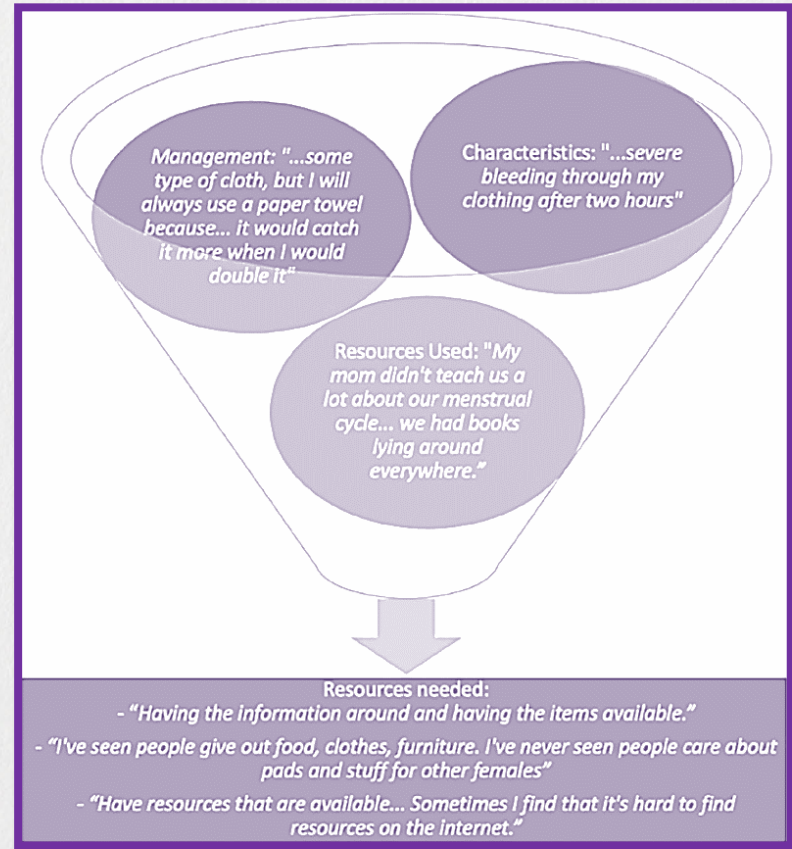 Management: "...some
type of cloth, but I will
always use a paper towel
because... it would catch
it more when I would
double it"
Characteristics: "...severe
bleeding through my
clothing after two hours"
Resources Used: "My
mom didn't teach us a
lot about our menstrual
cycle... we had books
lying around
everywhere.”
Resources needed:
- “Having the information around and having the items available.”
- “I've seen people give out food, clothes, furniture. I've never seen people care about
pads and stuff for other females”
- “Have resources that are available... Sometimes I find that it's hard to find
resources on the internet.”